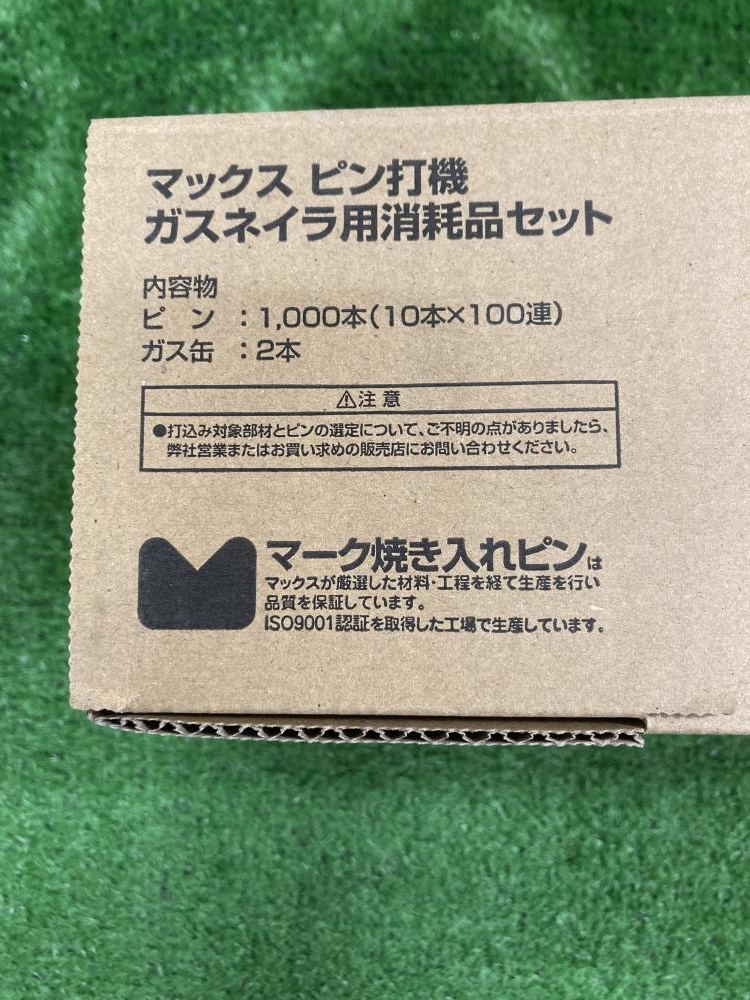 マックス ピン打機
ガスネイラ用消耗品セット
内容物
ピン：1,000本（10本×100連）
ガス缶：2本
⚠注意
●打込み対象部材とピンの選定について、ご不明の点がありましたら、
弊社営業またはお買い求めの販売店にお問い合わせください。
マーク焼き入れピンは
マックスが厳選した材料・工程を経て生産を行い
品質を保証しています。
ISO9001認証を取得した工場で生産しています。